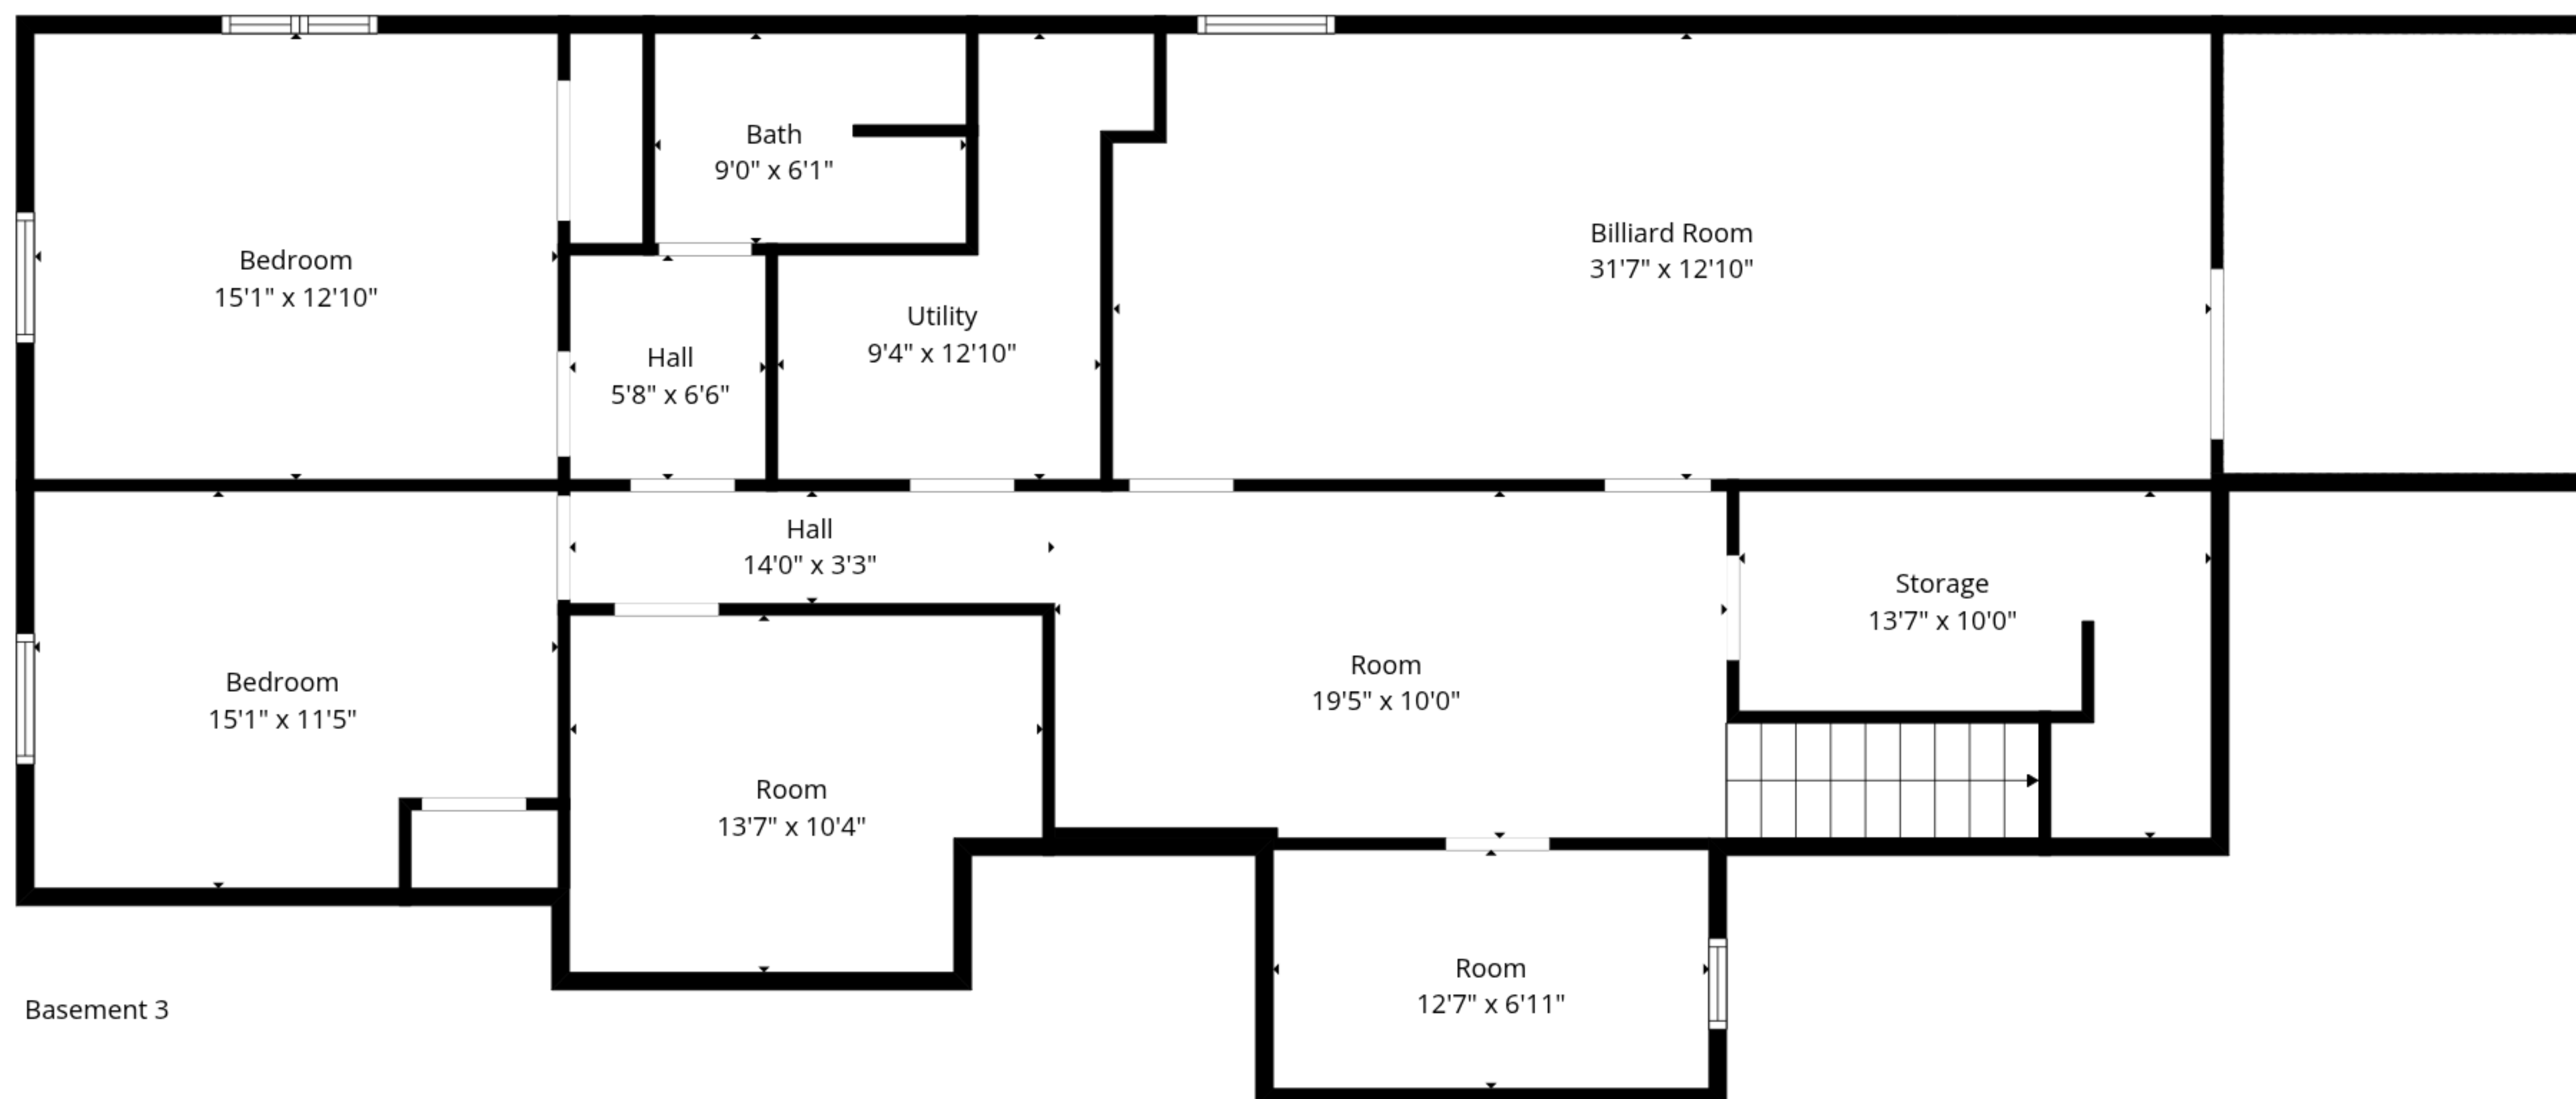 Bath
9'0" x 6'1"
Billiard Room
31'7" x 12'10"
Bedroom
15'1" x 12'10"
Utility
9'4" x 12'10"
Hall
5'8" x 6'6"
Hall
14'0" x 3'3"
Storage
13'7" x 10'0"
Room
19'5" x 10'0"
Bedroom
15'1" x 11'5"
Room
13'7" x 10'4"
Room
12'7" x 6'11"
Basement 3